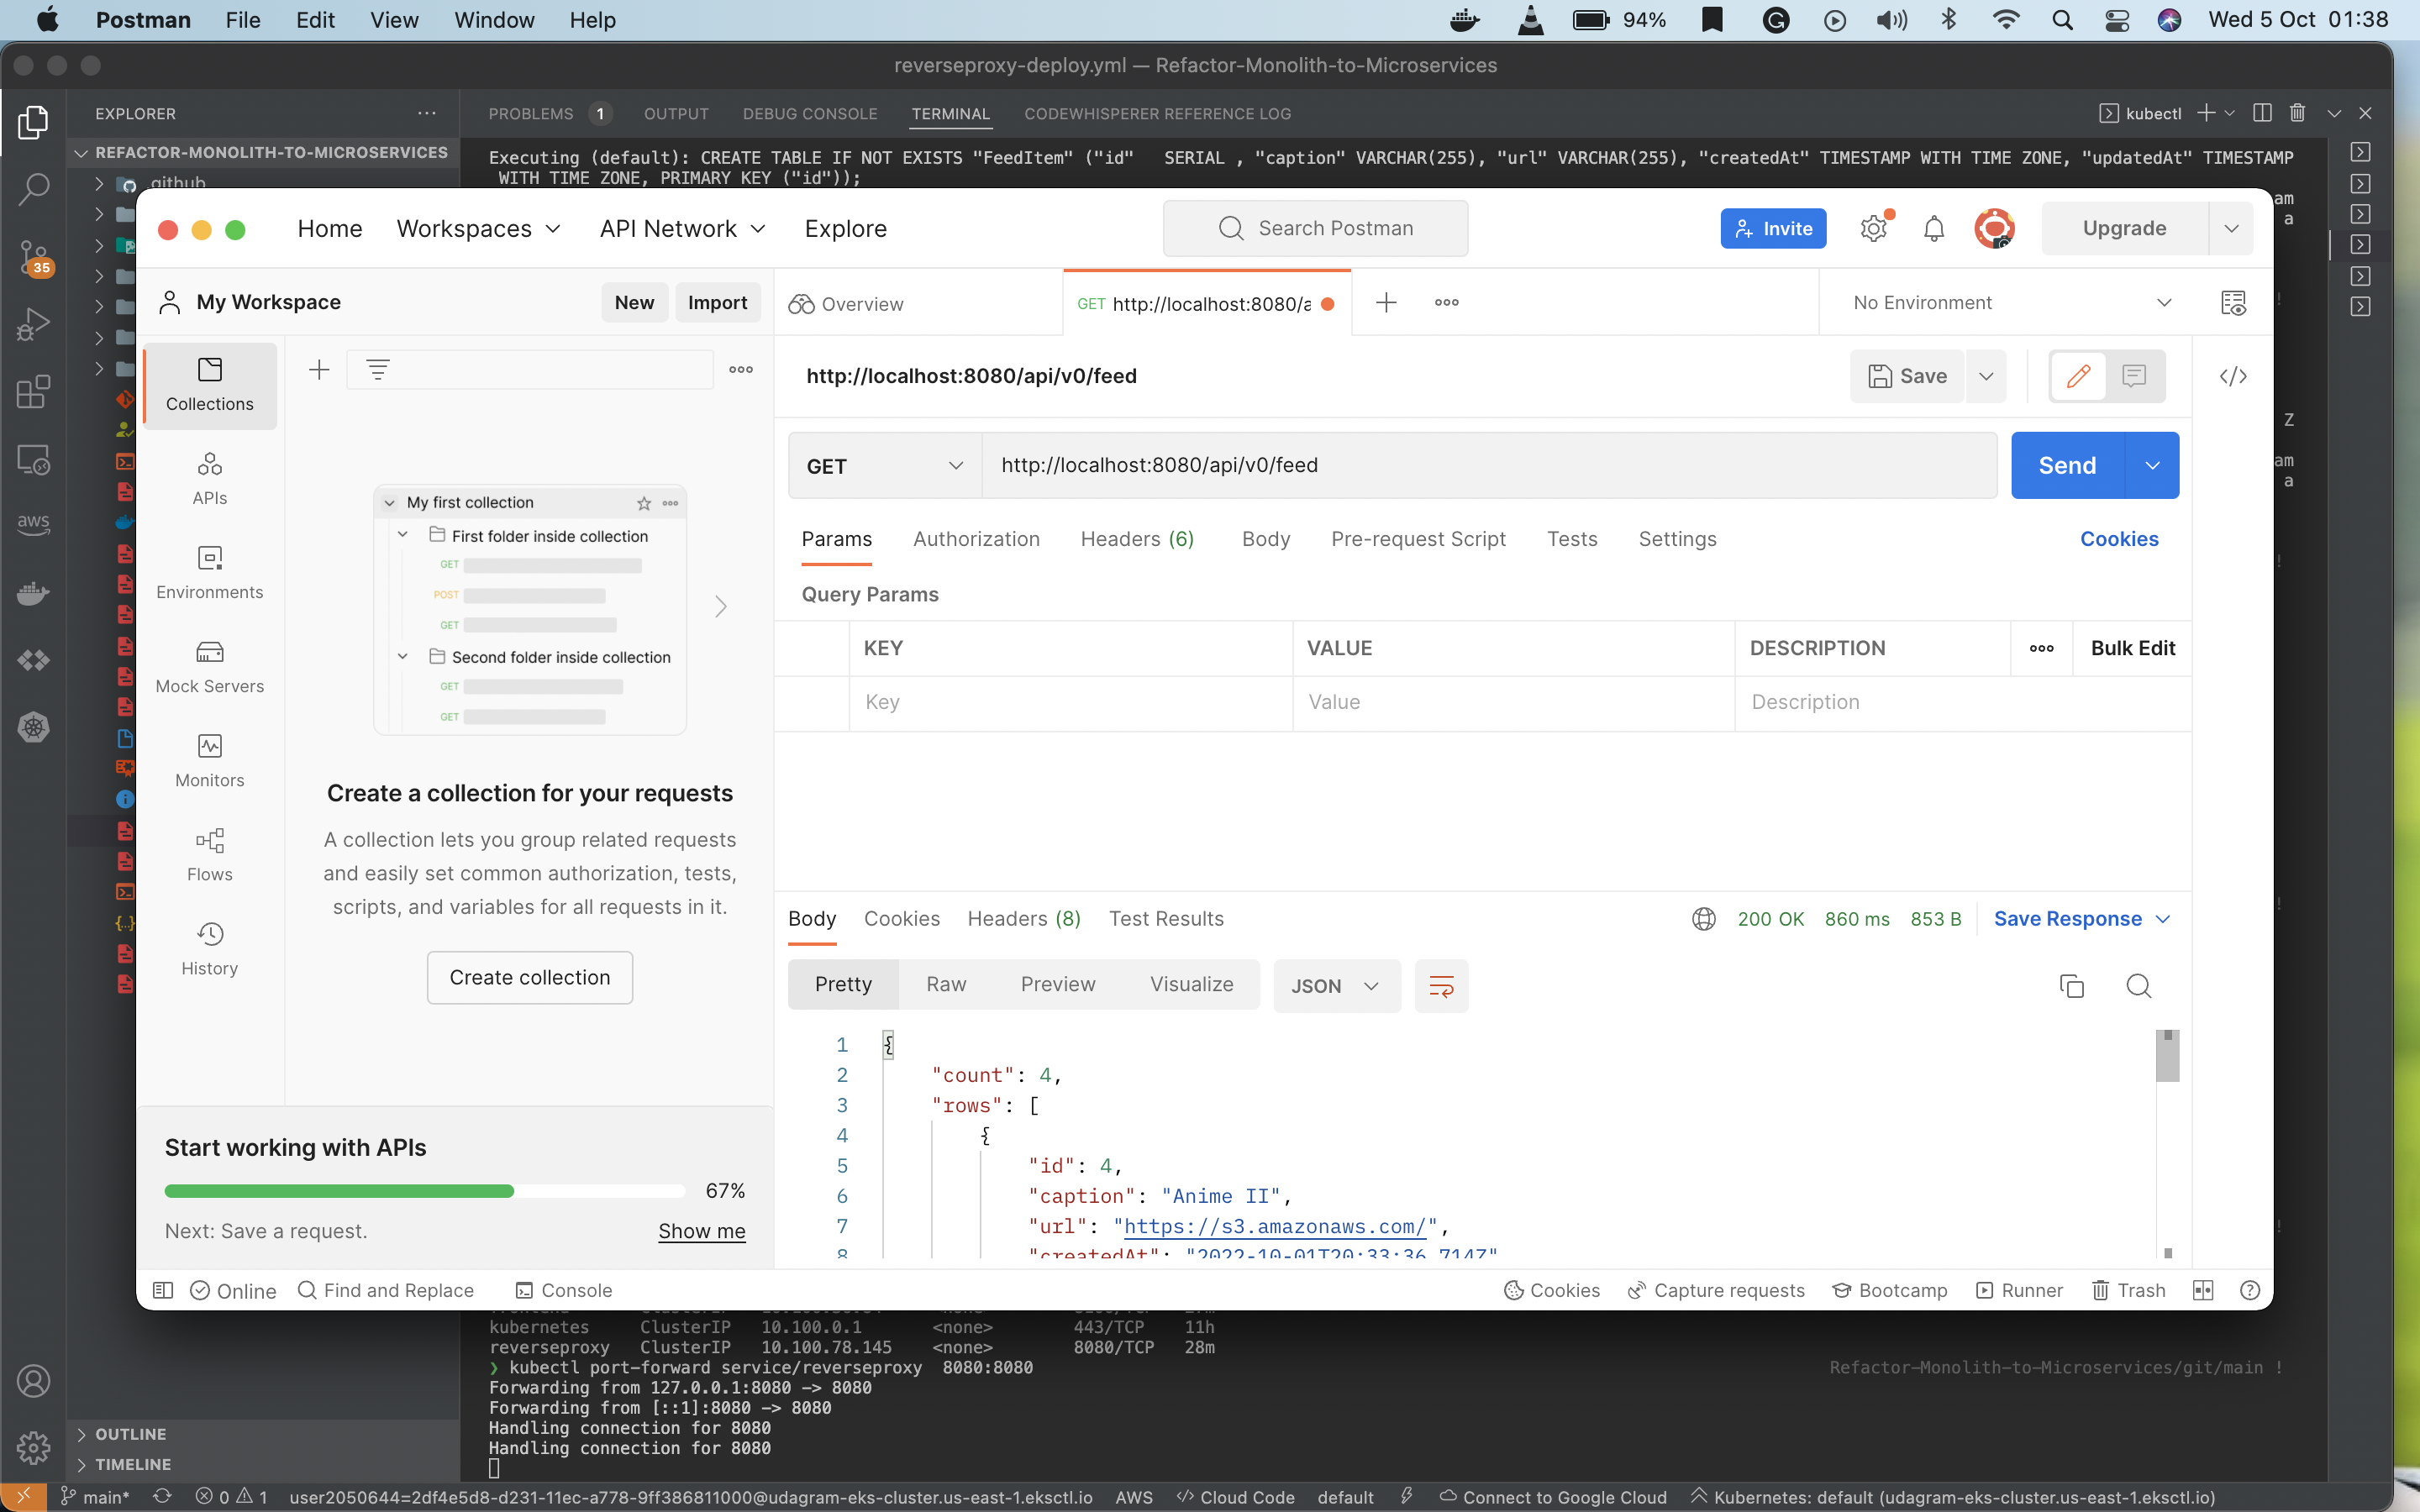 Postman File Edit View Window Help 94% Wed 5 Oct 01:38
reverseproxy-deploy.yml — Refactor-Monolith-to-Microservices
EXPLORER
PROBLEMS 1 OUTPUT DEBUG CONSOLE TERMINAL CODEWHISPERER REFERENCE LOG
kubectl
REFACTOR-MONOLITH-TO-MICROSERVICES
.github
Executing (default): CREATE TABLE IF NOT EXISTS "FeedItem" ("id"   SERIAL , "caption" VARCHAR(255), "url" VARCHAR(255), "createdAt" TIMESTAMP WITH TIME ZONE, "updatedAt" TIMESTAMP
WITH TIME ZONE, PRIMARY KEY ("id"));
am
a
Z
am
a
35
aws
Home Workspaces API Network Explore
Search Postman
Invite
Upgrade
My Workspace
New Import
Overview
GET http://localhost:8080/a
No Environment
Collections
APIs
Environments
Mock Servers
Monitors
Flows
History
My first collection
First folder inside collection
GET
POST
GET
Second folder inside collection
GET
GET
Create a collection for your requests
A collection lets you group related requests
and easily set common authorization, tests,
scripts, and variables for all requests in it.
Create collection
Start working with APIs
67%
Next: Save a request. Show me
http://localhost:8080/api/v0/feed
Save
GET http://localhost:8080/api/v0/feed
Send
Params Authorization Headers (6) Body Pre-request Script Tests Settings Cookies
Query Params
KEY VALUE DESCRIPTION Bulk Edit
Key Value Description
Body Cookies Headers (8) Test Results
200 OK 860 ms 853 B Save Response
Pretty Raw Preview Visualize JSON
1 {
2 "count": 4,
3 "rows": [
4 {
5 "id": 4,
6 "caption": "Anime II",
7 "url": "https://s3.amazonaws.com/",
8 "createdAt": "2022-10-01T20:33:36.714Z"
Online Find and Replace Console
Cookies Capture requests Bootcamp Runner Trash
kubernetes ClusterIP 10.100.0.1 <none> 443/TCP 11h
reverseproxy ClusterIP 10.100.78.145 <none> 8080/TCP 28m
❯ kubectl port-forward service/reverseproxy  8080:8080
Refactor-Monolith-to-Microservices/git/main !
Forwarding from 127.0.0.1:8080 -> 8080
Forwarding from [::1]:8080 -> 8080
Handling connection for 8080
Handling connection for 8080
OUTLINE
TIMELINE
main* 0 1 user2050644=2df4e5d8-d231-11ec-a778-9ff386811000@udagram-eks-cluster.us-east-1.eksctl.io AWS Cloud Code default Connect to Google Cloud Kubernetes: default (udagram-eks-cluster.us-east-1.eksctl.io)